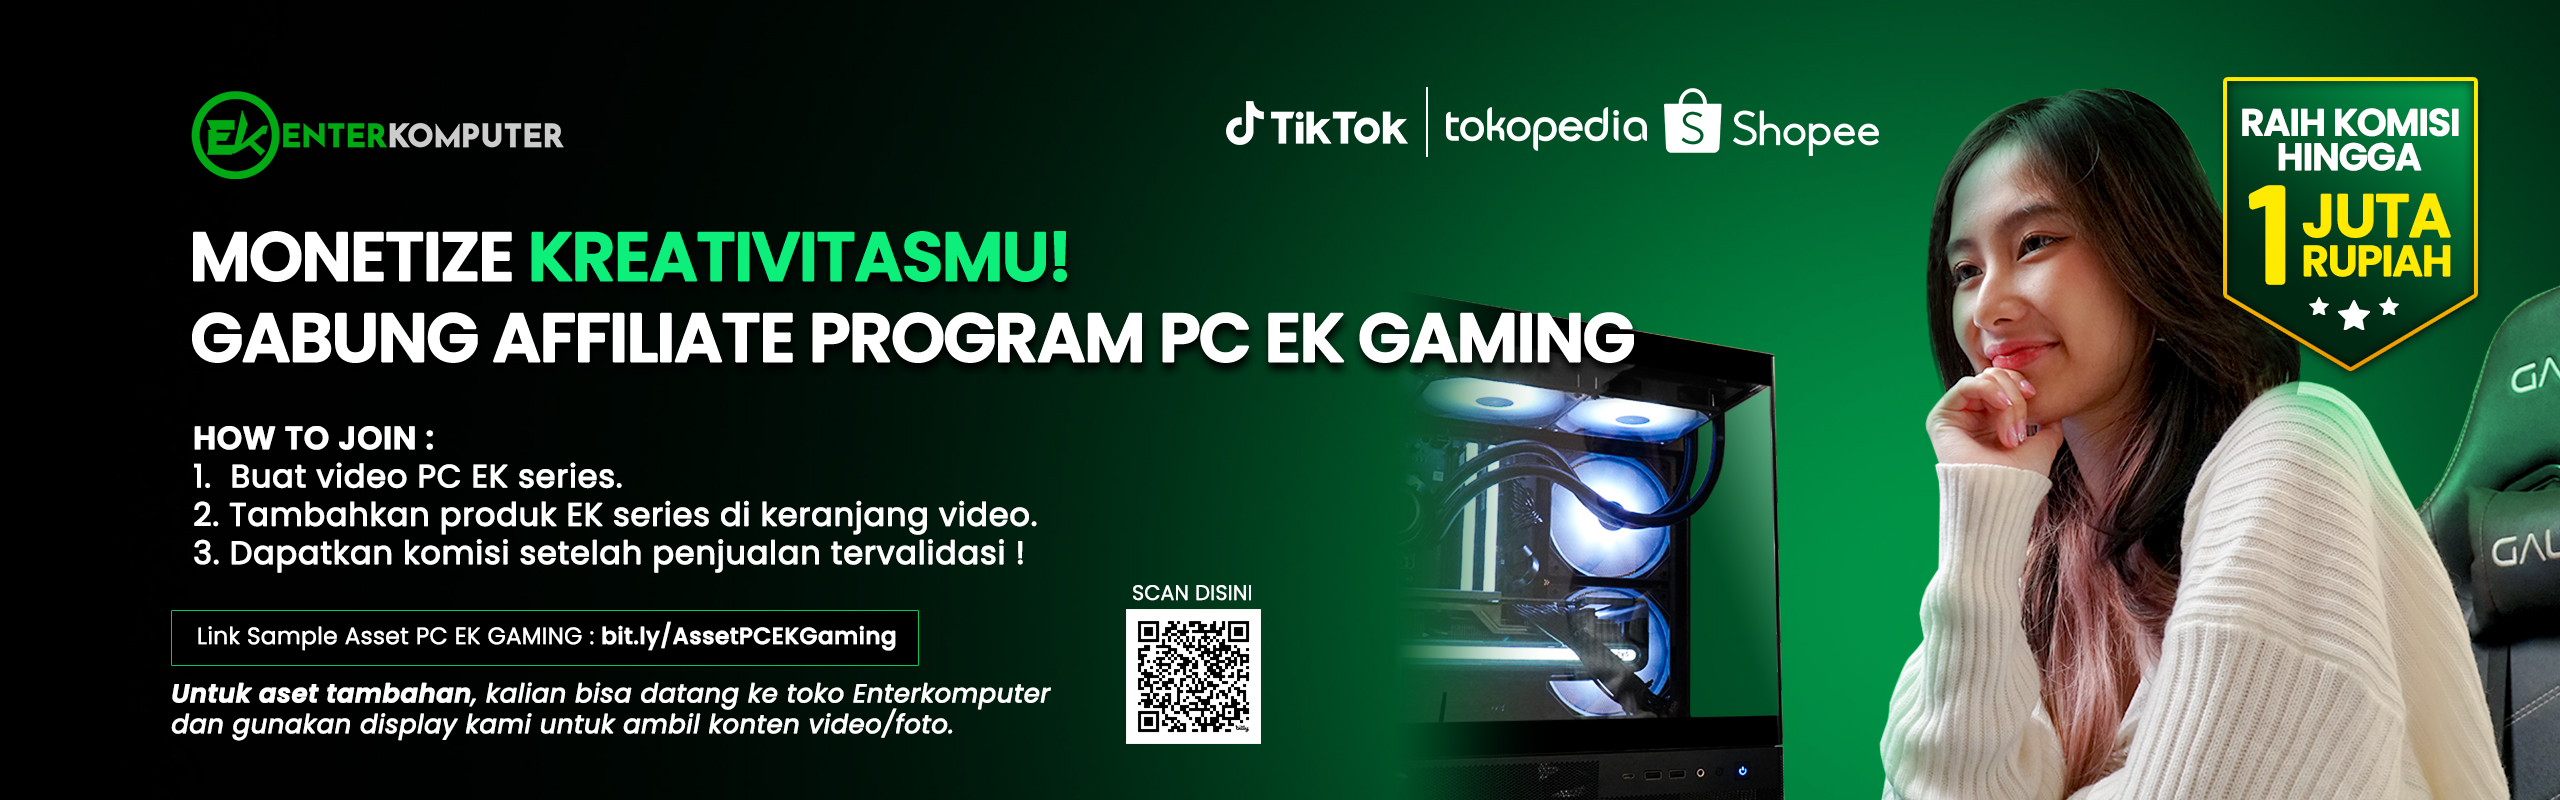 EK ENTERKOMPUTER
TikTok | tokopedia Shopee
RAIH KOMISI
HINGGA
1 JUTA
RUPIAH
MONETIZE KREATIVITASMU!
GABUNG AFFILIATE PROGRAM PC EK GAMING
HOW TO JOIN :
1. Buat video PC EK series.
2. Tambahkan produk EK series di keranjang video.
3. Dapatkan komisi setelah penjualan tervalidasi !
Link Sample Asset PC EK GAMING : bit.ly/AssetPCEKGaming
Untuk aset tambahan, kalian bisa datang ke toko Enterkomputer
dan gunakan display kami untuk ambil konten video/foto.
SCAN DISINI